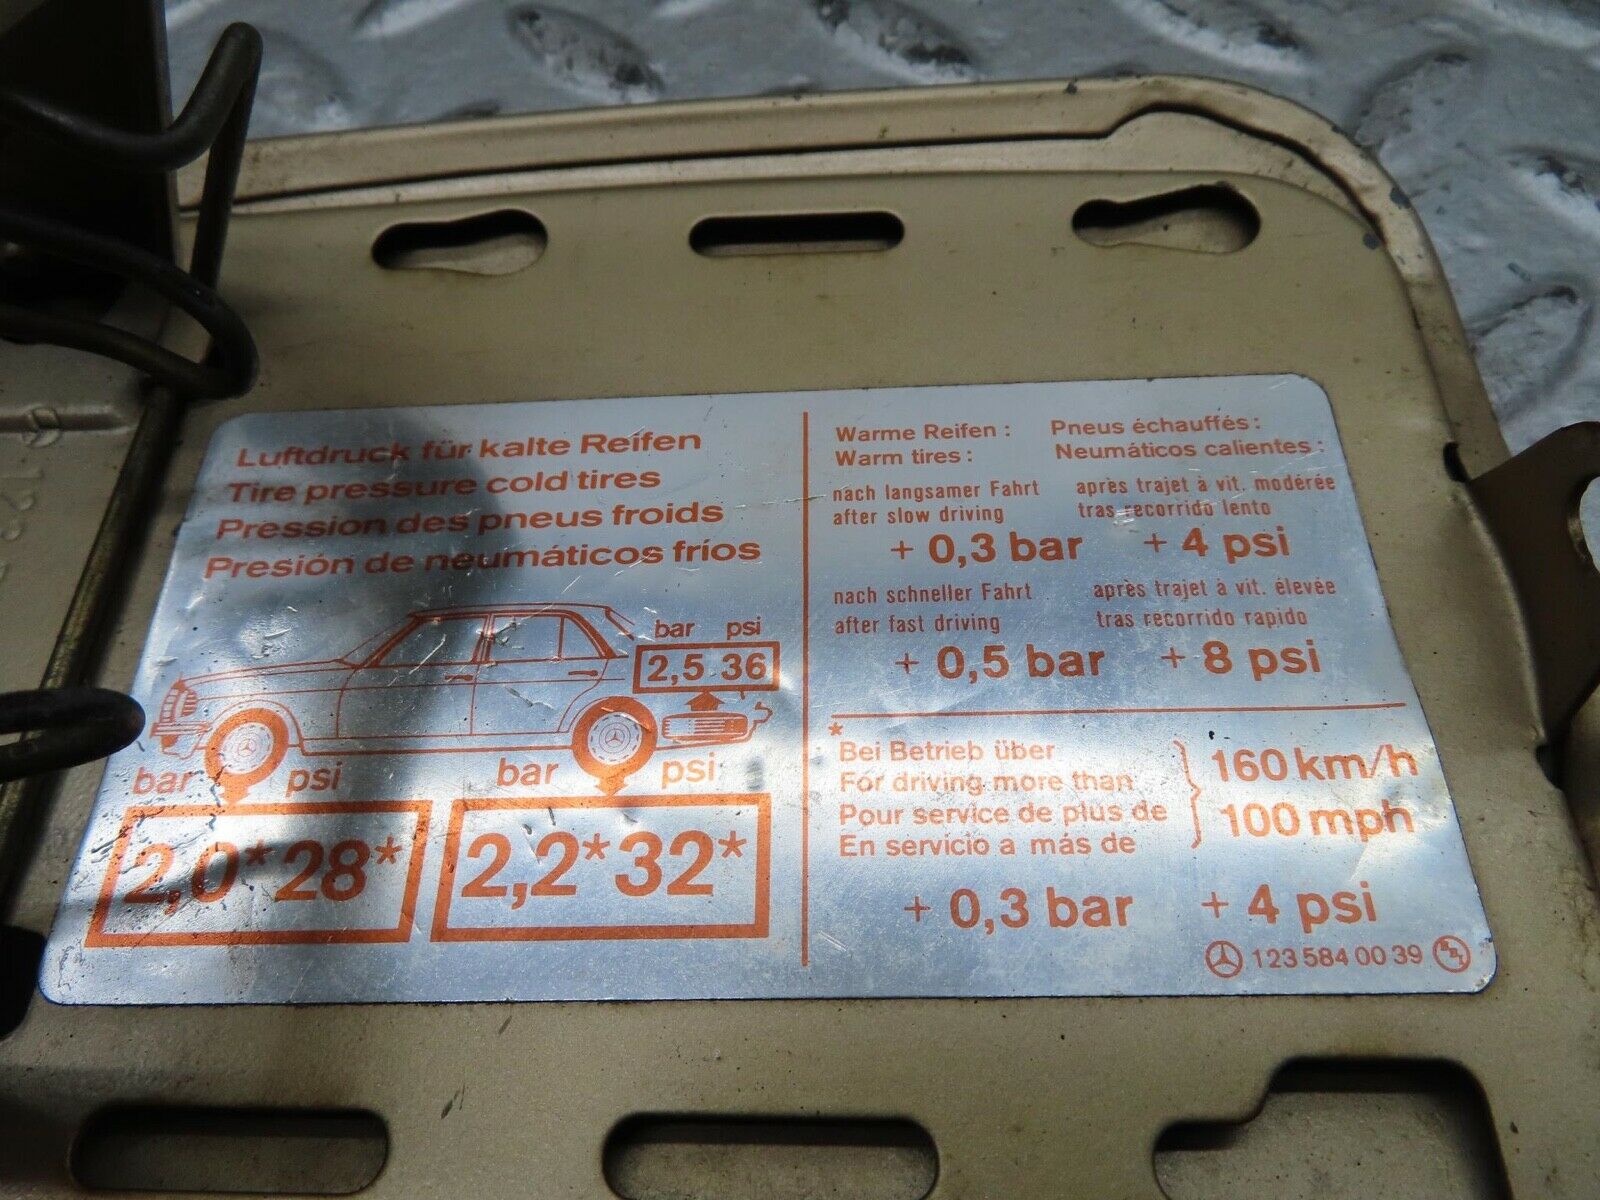 Luftdruck für kalte Reifen
Tire pressure cold tires
Pression des pneus froids
Presión de neumáticos fríos
bar psi
2,5 36
bar psi
bar psi
2,0* 28*
2,2* 32*
Warme Reifen : Pneus échauffés :
Warm tires : Neumáticos calientes :
nach langsamer Fahrt après trajet à vit. modérée
after slow driving tras recorrido lento
+ 0,3 bar + 4 psi
nach schneller Fahrt après trajet à vit. élevée
after fast driving tras recorrido rapido
+ 0,5 bar + 8 psi
*
Bei Betrieb über
For driving more than
Pour service de plus de
En servicio a más de
160 km/h
100 mph
+ 0,3 bar + 4 psi
123 584 00 39